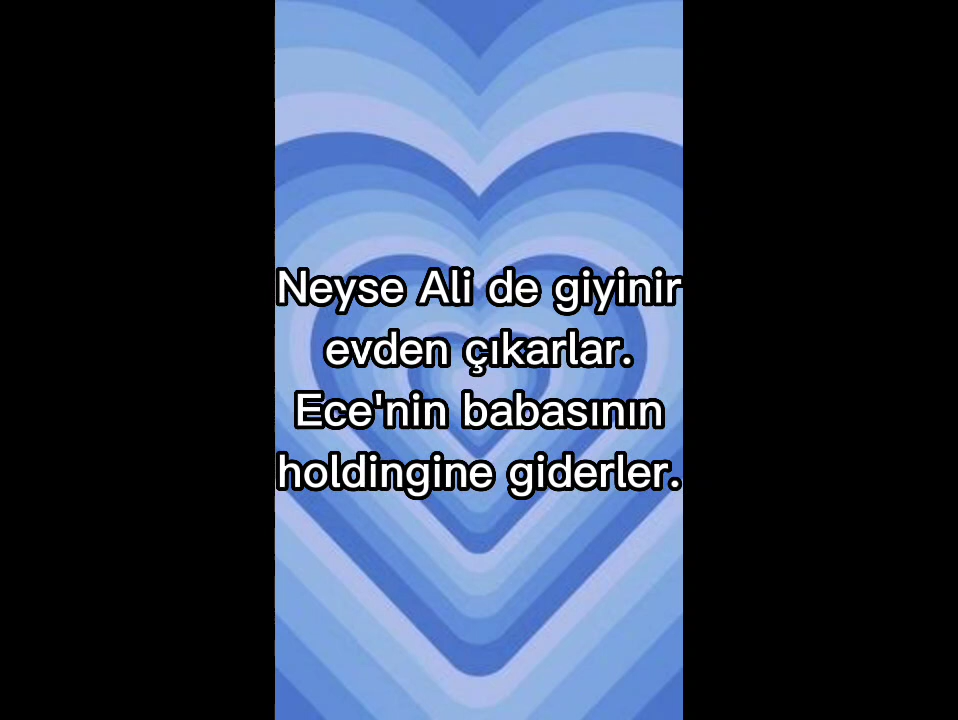 Neyse Ali de giyinir
evden çıkarlar.
Ece'nin babasının
holdingine giderler.